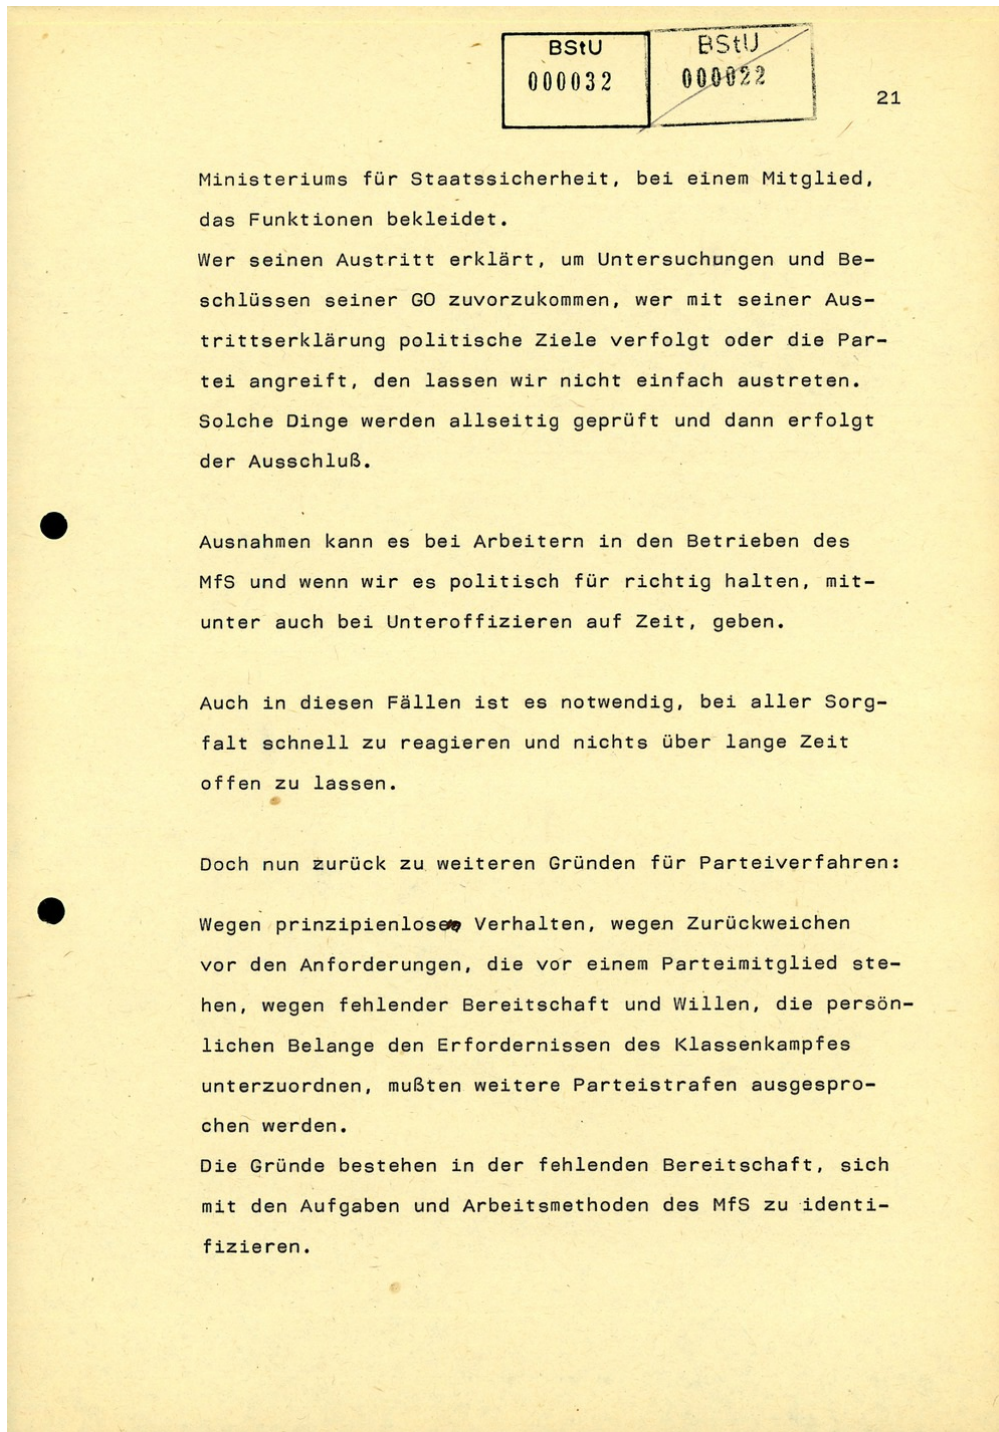 BStU
000032
BStU
000022
21
Ministeriums für Staatssicherheit, bei einem Mitglied,
das Funktionen bekleidet.
Wer seinen Austritt erklärt, um Untersuchungen und Be-
schlüssen seiner GO zuvorzukommen, wer mit seiner Aus-
trittserklärung politische Ziele verfolgt oder die Par-
tei angreift, den lassen wir nicht einfach austreten.
Solche Dinge werden allseitig geprüft und dann erfolgt
der Ausschluß.
Ausnahmen kann es bei Arbeitern in den Betrieben des
MfS und wenn wir es politisch für richtig halten, mit-
unter auch bei Unteroffizieren auf Zeit, geben.
Auch in diesen Fällen ist es notwendig, bei aller Sorg-
falt schnell zu reagieren und nichts über lange Zeit
offen zu lassen.
Doch nun zurück zu weiteren Gründen für Parteiverfahren:
Wegen prinzipienlosen Verhalten, wegen Zurückweichen
vor den Anforderungen, die vor einem Parteimitglied ste-
hen, wegen fehlender Bereitschaft und Willen, die persön-
lichen Belange den Erfordernissen des Klassenkampfes
unterzuordnen, mußten weitere Parteistrafen ausgespro-
chen werden.
Die Gründe bestehen in der fehlenden Bereitschaft, sich
mit den Aufgaben und Arbeitsmethoden des MfS zu identi-
fizieren.